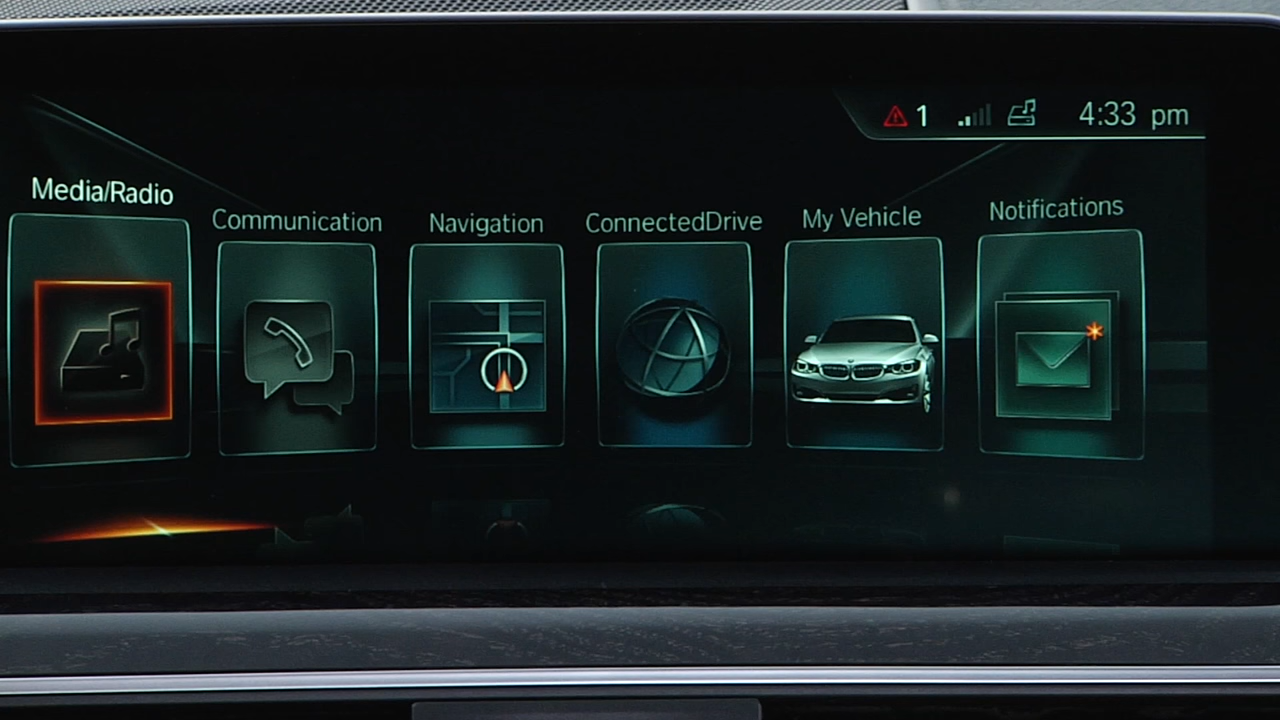 1 4:33 pm
Media/Radio
Communication
Navigation
ConnectedDrive
My Vehicle
Notifications